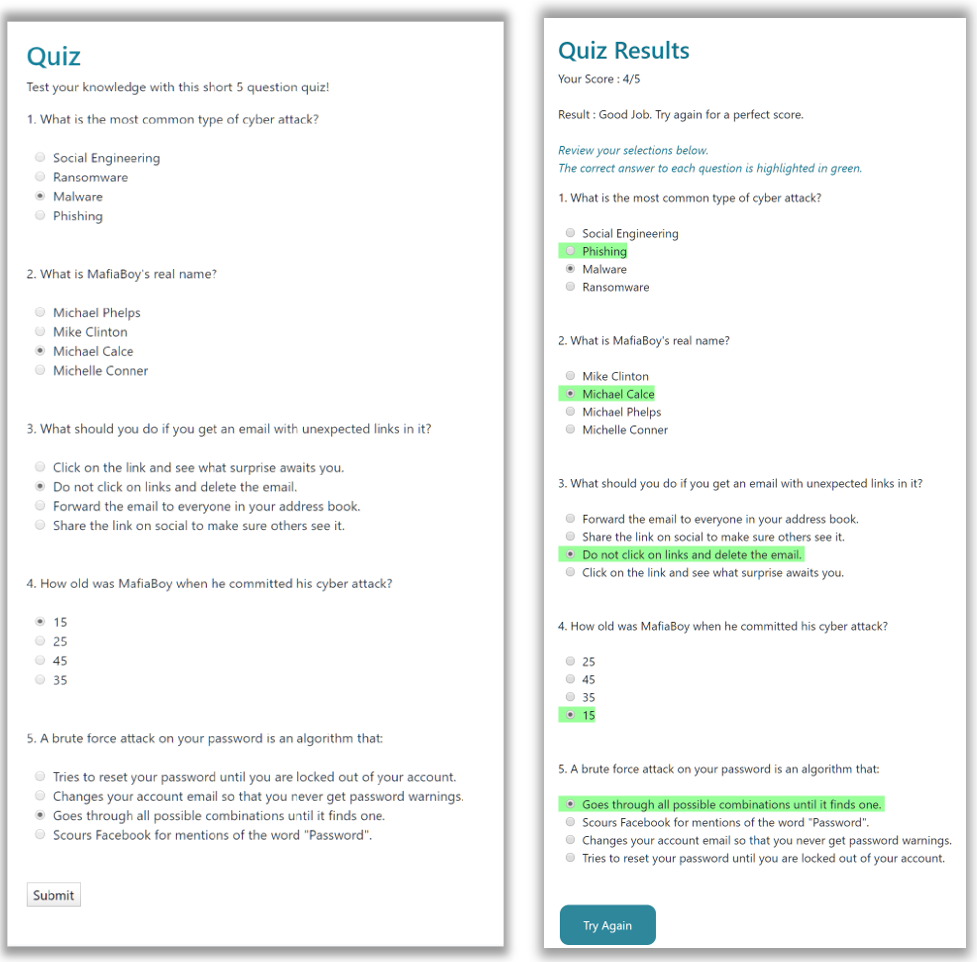 Quiz
Test your knowledge with this short 5 question quiz!
1. What is the most common type of cyber attack?
Social Engineering
Ransomware
Malware
Phishing
2. What is MafiaBoy's real name?
Michael Phelps
Mike Clinton
Michael Calce
Michelle Conner
3. What should you do if you get an email with unexpected links in it?
Click on the link and see what surprise awaits you.
Do not click on links and delete the email.
Forward the email to everyone in your address book.
Share the link on social to make sure others see it.
4. How old was MafiaBoy when he committed his cyber attack?
15
25
45
35
5. A brute force attack on your password is an algorithm that:
Tries to reset your password until you are locked out of your account.
Changes your account email so that you never get password warnings.
Goes through all possible combinations until it finds one.
Scours Facebook for mentions of the word "Password".
Submit
Quiz Results
Your Score : 4/5
Result : Good Job. Try again for a perfect score.
Review your selections below.
The correct answer to each question is highlighted in green.
1. What is the most common type of cyber attack?
Social Engineering
Phishing
Malware
Ransomware
2. What is MafiaBoy's real name?
Mike Clinton
Michael Calce
Michael Phelps
Michelle Conner
3. What should you do if you get an email with unexpected links in it?
Forward the email to everyone in your address book.
Share the link on social to make sure others see it.
Do not click on links and delete the email.
Click on the link and see what surprise awaits you.
4. How old was MafiaBoy when he committed his cyber attack?
25
45
35
15
5. A brute force attack on your password is an algorithm that:
Goes through all possible combinations until it finds one.
Scours Facebook for mentions of the word "Password".
Changes your account email so that you never get password warnings.
Tries to reset your password until you are locked out of your account.
Try Again